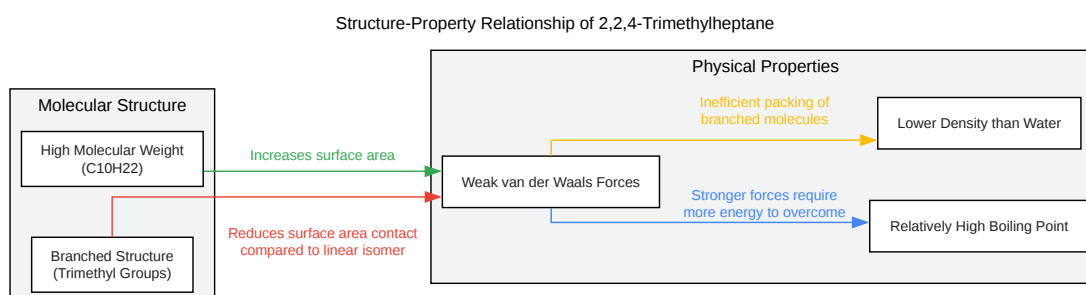 Structure-Property Relationship of 2,2,4-Trimethylheptane
Molecular Structure
High Molecular Weight
(C10H22)
Branched Structure
(Trimethyl Groups)
Increases surface area
Reduces surface area contact
compared to linear isomer
Physical Properties
Weak van der Waals Forces
Inefficient packing of
branched molecules
Lower Density than Water
Stronger forces require
more energy to overcome
Relatively High Boiling Point